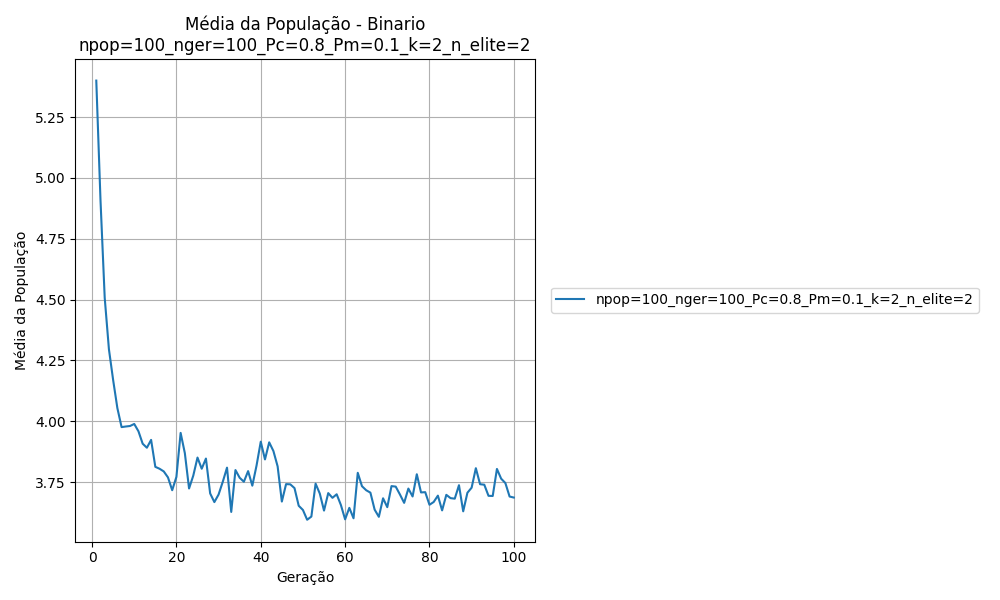 Média da População - Binario
npop=100_nger=100_Pc=0.8_Pm=0.1_k=2_n_elite=2
Média da População
5.25
5.00
4.75
4.50
4.25
4.00
3.75
0 20 40 60 80 100
Geração
npop=100_nger=100_Pc=0.8_Pm=0.1_k=2_n_elite=2